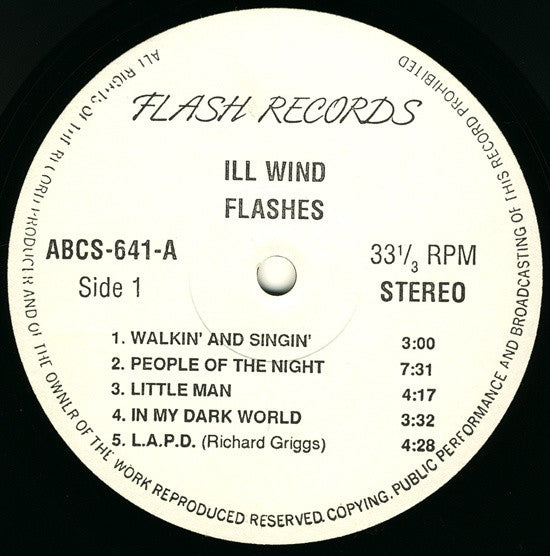 FLASH RECORDS
ILL WIND
FLASHES
ABCS-641-A
Side 1
33 1/3 RPM
STEREO
1. WALKIN' AND SINGIN' 3:00
2. PEOPLE OF THE NIGHT 7:31
3. LITTLE MAN 4:17
4. IN MY DARK WORLD 3:32
5. L.A.P.D. (Richard Griggs) 4:28
ALL RIGHTS OF THE RECORD PRODUCER AND OF THE OWNER OF THE WORK REPRODUCED RESERVED. COPYING, PUBLIC PERFORMANCE AND BROADCASTING OF THIS RECORD PROHIBITED